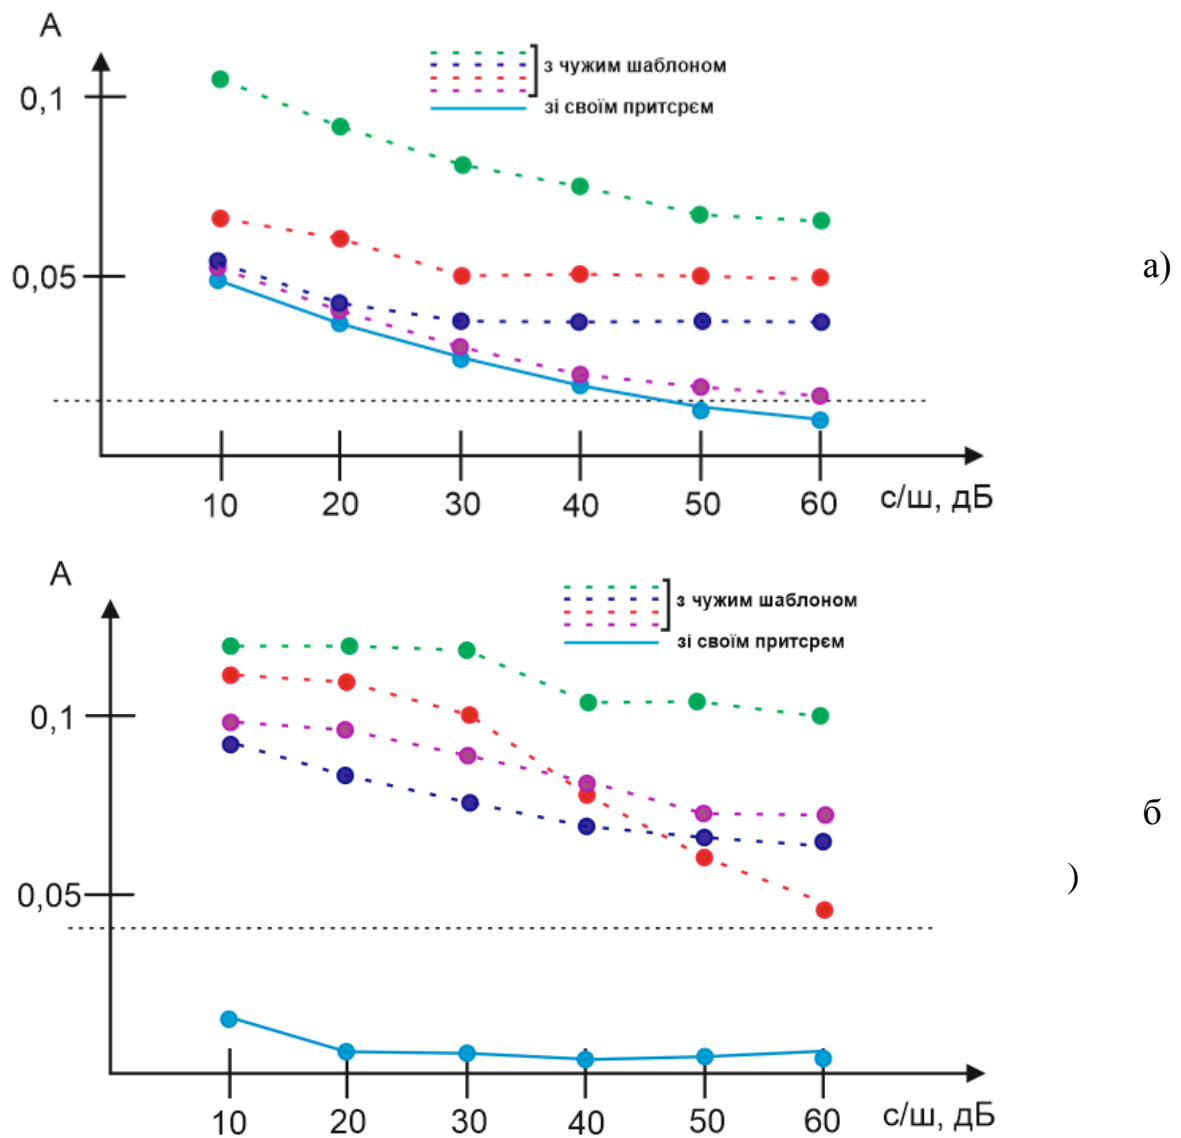 A
з чужим шаблоном
зі своїм притсрєм
0,1
0,05
а)
10 20 30 40 50 60 с/ш, дБ
A
з чужим шаблоном
зі своїм притсрєм
0,1
б
)
0,05
10 20 30 40 50 60 с/ш, дБ